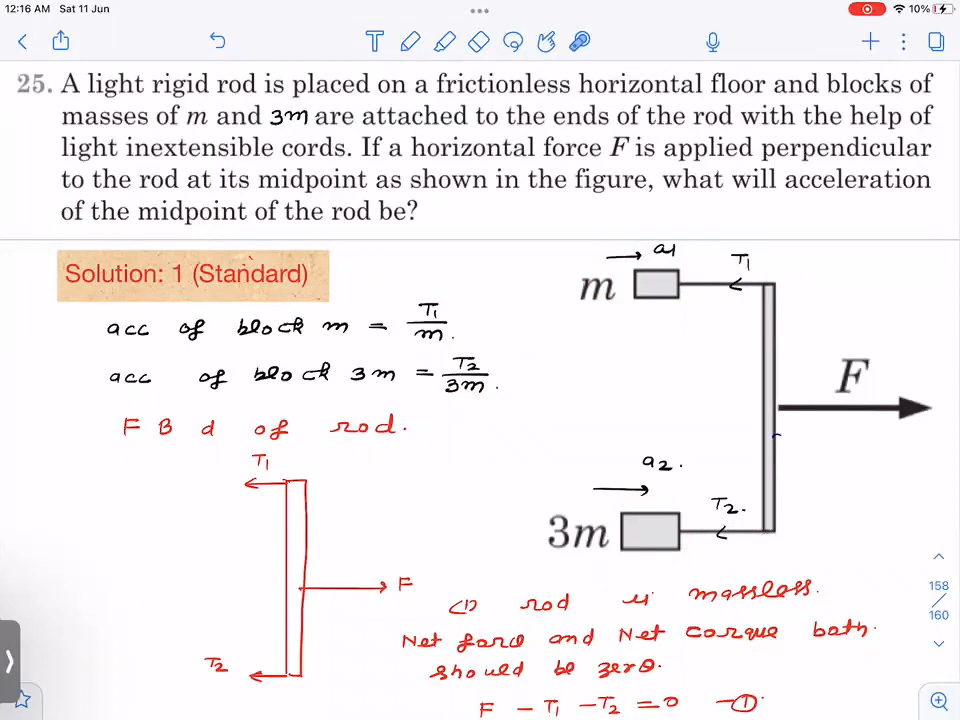 12:16 AM Sat 11 Jun
10%
25. A light rigid rod is placed on a frictionless horizontal floor and blocks of
masses of m and 3m are attached to the ends of the rod with the help of
light inextensible cords. If a horizontal force F is applied perpendicular
to the rod at its midpoint as shown in the figure, what will acceleration
of the midpoint of the rod be?
Solution: 1 (Standard)
acc of block m = T1/m.
acc of block 3m = T2/3m.
F B d of rod.
T1
F
T2
a1
T1
m
F
a2.
T2.
3m
(1) rod is massless.
Net force and Net torque both
should be zero.
F - T1 - T2 = 0 -①
158
160